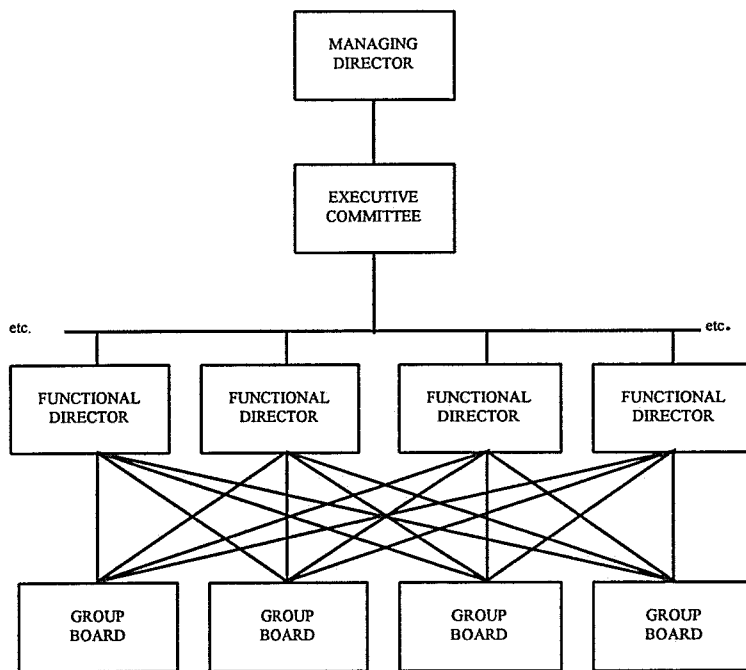 MANAGING
DIRECTOR
EXECUTIVE
COMMITTEE
etc.
etc.
FUNCTIONAL
DIRECTOR
FUNCTIONAL
DIRECTOR
FUNCTIONAL
DIRECTOR
FUNCTIONAL
DIRECTOR
GROUP
BOARD
GROUP
BOARD
GROUP
BOARD
GROUP
BOARD